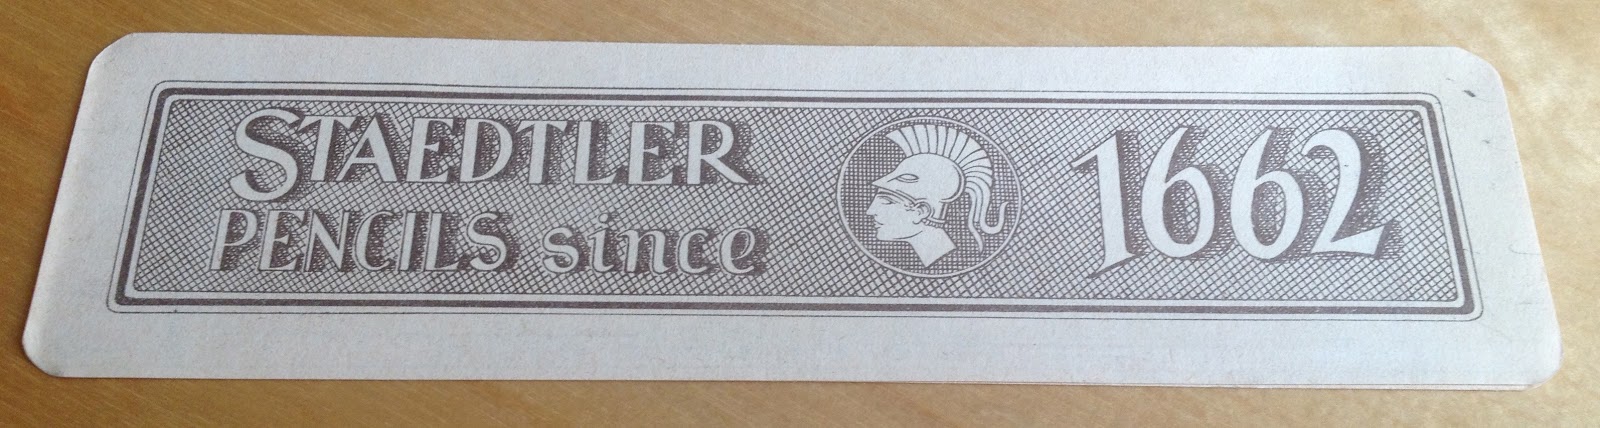 STAEDTLER
PENCILS since
1662